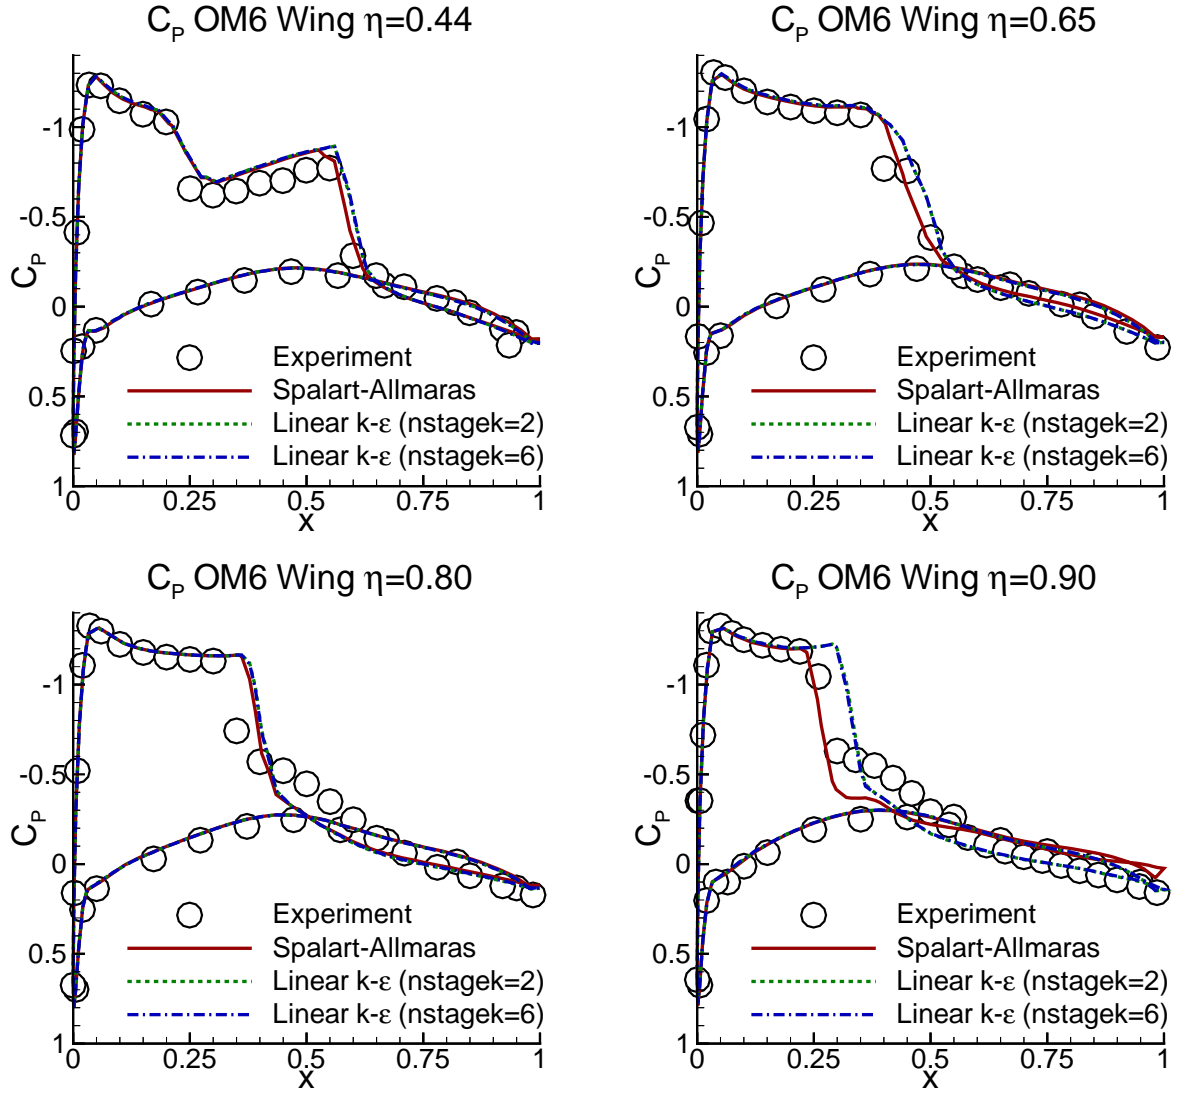 C_P OM6 Wing η=0.44
C_P
-1
-0.5
0
0.5
1
Experiment
Spalart-Allmaras
Linear k-ε (nstagek=2)
Linear k-ε (nstagek=6)
0 0.25 0.5 0.75 1
x
C_P OM6 Wing η=0.65
C_P
-1
-0.5
0
0.5
1
Experiment
Spalart-Allmaras
Linear k-ε (nstagek=2)
Linear k-ε (nstagek=6)
0 0.25 0.5 0.75 1
x
C_P OM6 Wing η=0.80
C_P
-1
-0.5
0
0.5
1
Experiment
Spalart-Allmaras
Linear k-ε (nstagek=2)
Linear k-ε (nstagek=6)
0 0.25 0.5 0.75 1
x
C_P OM6 Wing η=0.90
C_P
-1
-0.5
0
0.5
1
Experiment
Spalart-Allmaras
Linear k-ε (nstagek=2)
Linear k-ε (nstagek=6)
0 0.25 0.5 0.75 1
x